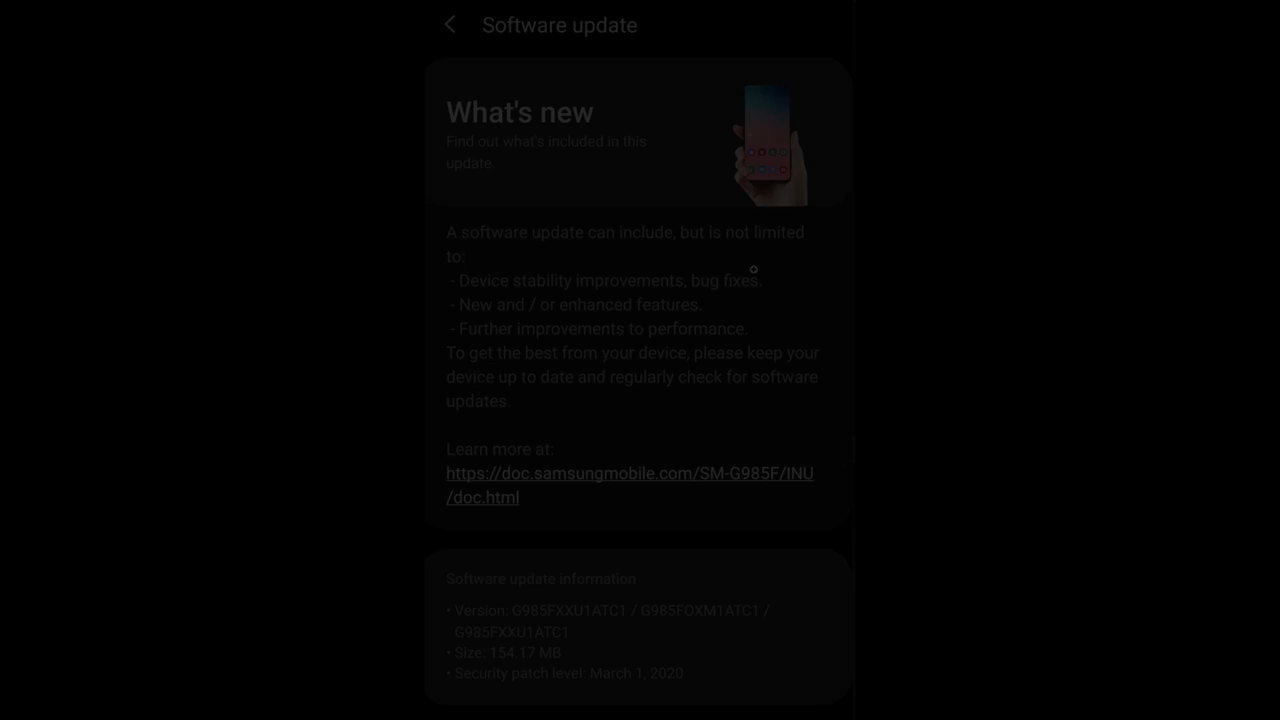 Software update
What's new
Find out what's included in this
update.
A software update can include, but is not limited
to:
- Device stability improvements, bug fixes.
- New and / or enhanced features.
- Further improvements to performance.
To get the best from your device, please keep your
device up to date and regularly check for software
updates.
Learn more at:
https://doc.samsungmobile.com/SM-G985F/INU
/doc.html
Software update information
• Version: G985FXXU1ATC1 / G985FOXM1ATC1 /
G985FXXU1ATC1
• Size: 154.17 MB
• Security patch level: March 1, 2020